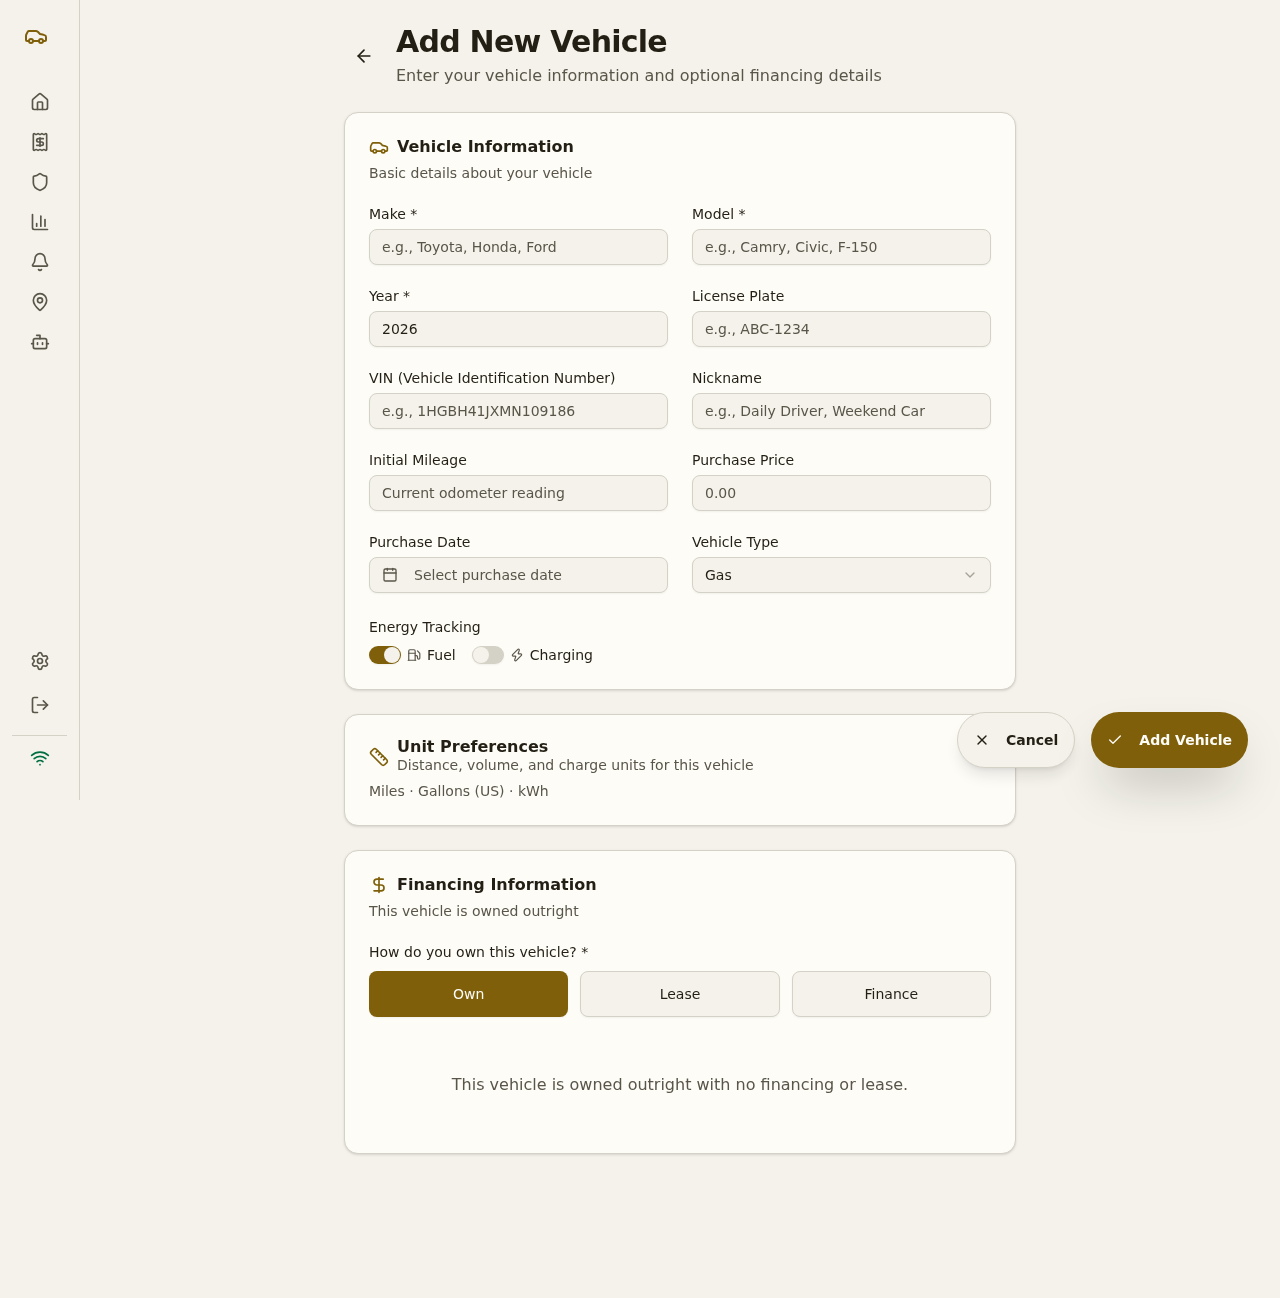 Add New Vehicle
Enter your vehicle information and optional financing details
Vehicle Information
Basic details about your vehicle
Make *
Model *
e.g., Toyota, Honda, Ford
e.g., Camry, Civic, F-150
Year *
License Plate
2026
e.g., ABC-1234
VIN (Vehicle Identification Number)
Nickname
e.g., 1HGBH41JXMN109186
e.g., Daily Driver, Weekend Car
Initial Mileage
Purchase Price
Current odometer reading
0.00
Purchase Date
Vehicle Type
Select purchase date
Gas
Energy Tracking
Fuel
Charging
Unit Preferences
Distance, volume, and charge units for this vehicle
Miles · Gallons (US) · kWh
Cancel
Add Vehicle
Financing Information
This vehicle is owned outright
How do you own this vehicle? *
Own
Lease
Finance
This vehicle is owned outright with no financing or lease.